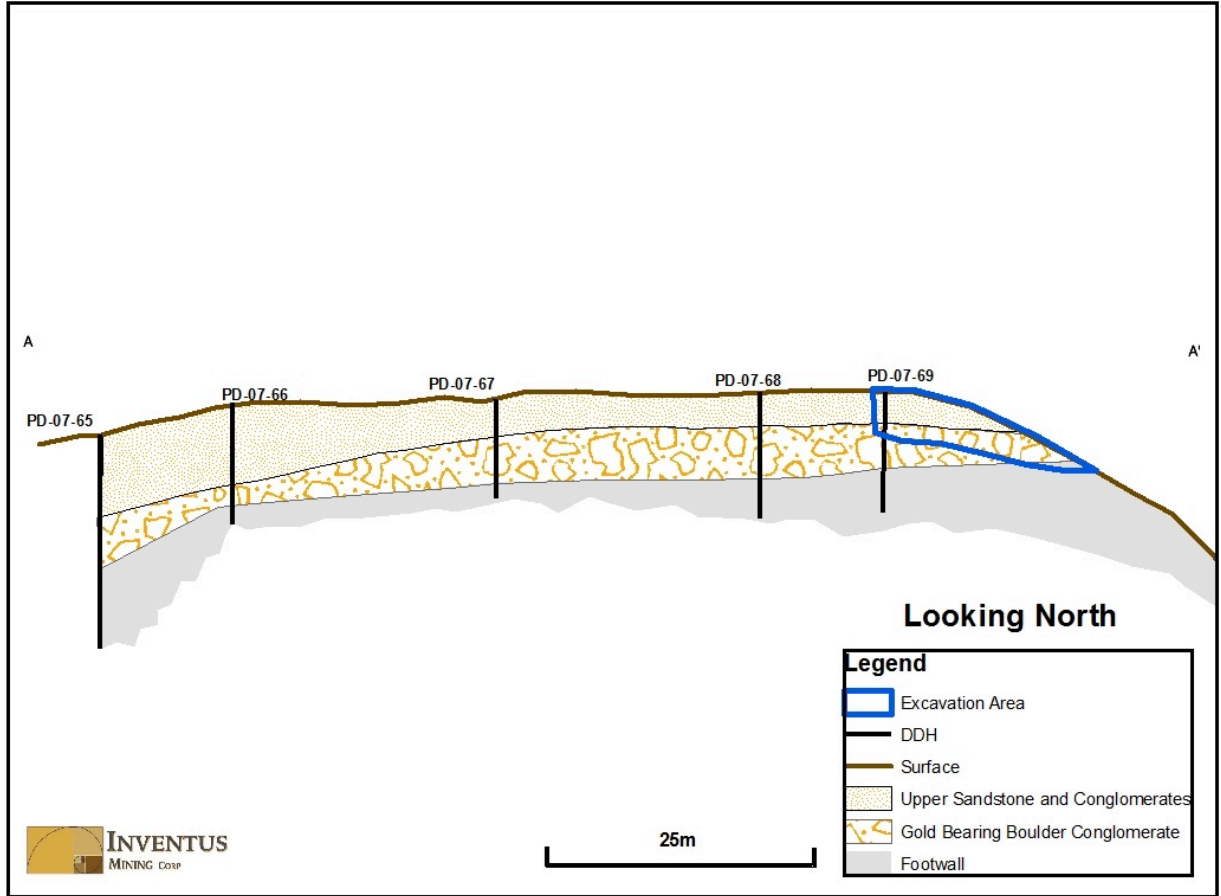 A
A'
PD-07-65
PD-07-66
PD-07-67
PD-07-68
PD-07-69
Looking North
Legend
Excavation Area
DDH
Surface
Upper Sandstone and Conglomerates
Gold Bearing Boulder Conglomerate
Footwall
25m
INVENTUS
MINING CORP